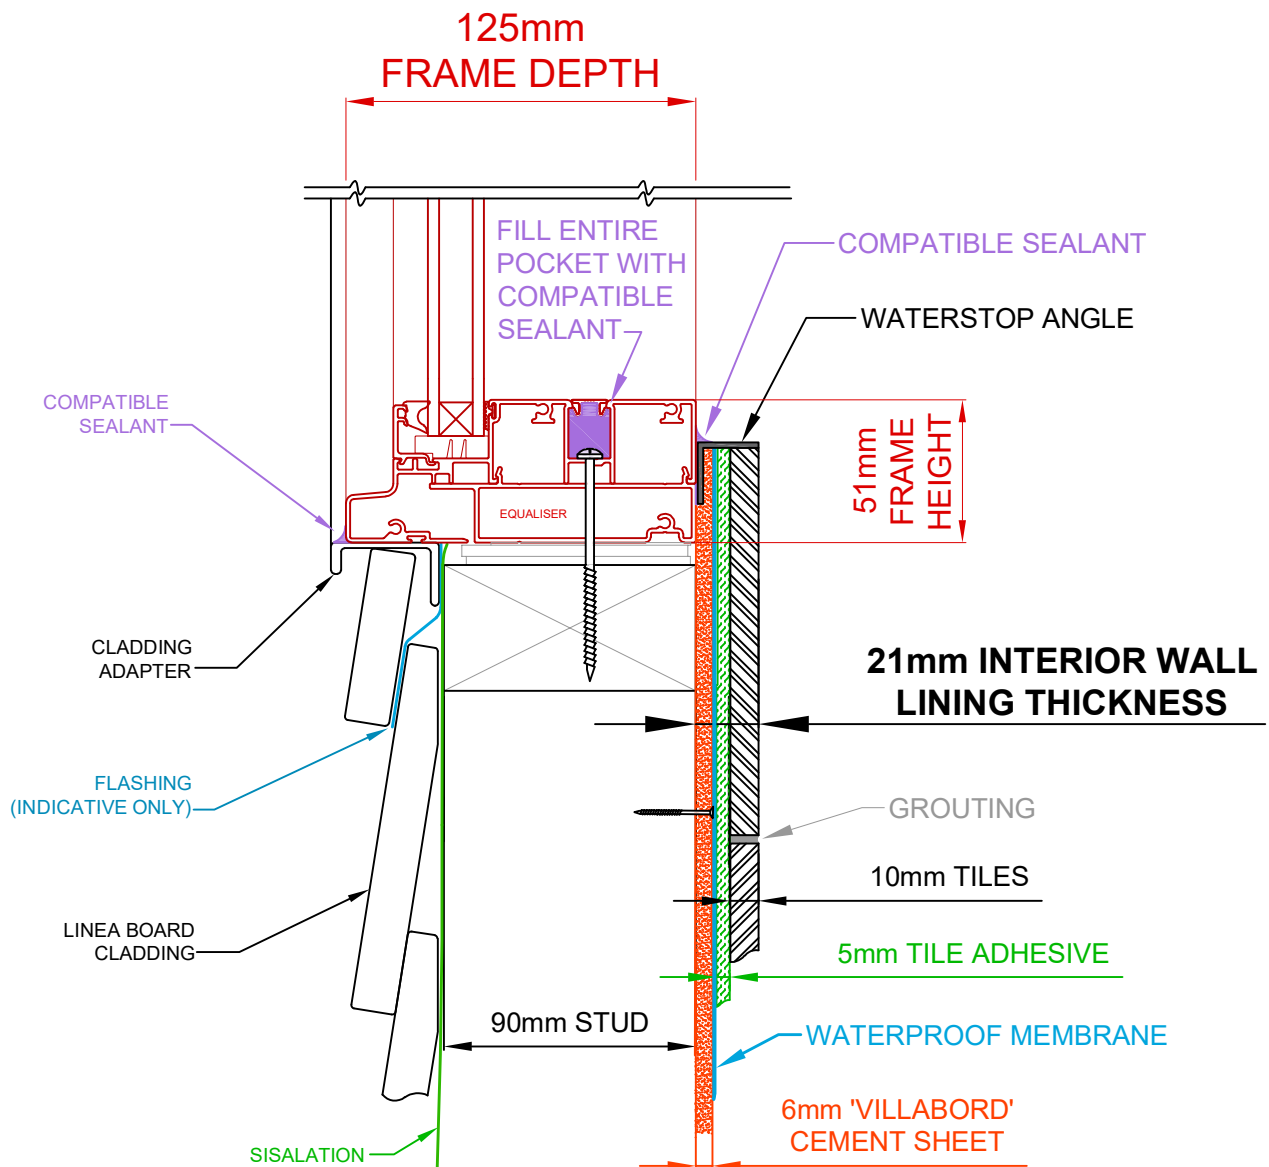 125mm
FRAME DEPTH
FILL ENTIRE
POCKET WITH
COMPATIBLE
SEALANT
COMPATIBLE SEALANT
WATERSTOP ANGLE
COMPATIBLE
SEALANT
51mm
FRAME
HEIGHT
EQUALISER
CLADDING
ADAPTER
21mm INTERIOR WALL
LINING THICKNESS
FLASHING
(INDICATIVE ONLY)
GROUTING
10mm TILES
LINEA BOARD
CLADDING
5mm TILE ADHESIVE
90mm STUD
WATERPROOF MEMBRANE
6mm 'VILLABORD'
CEMENT SHEET
SISALATION